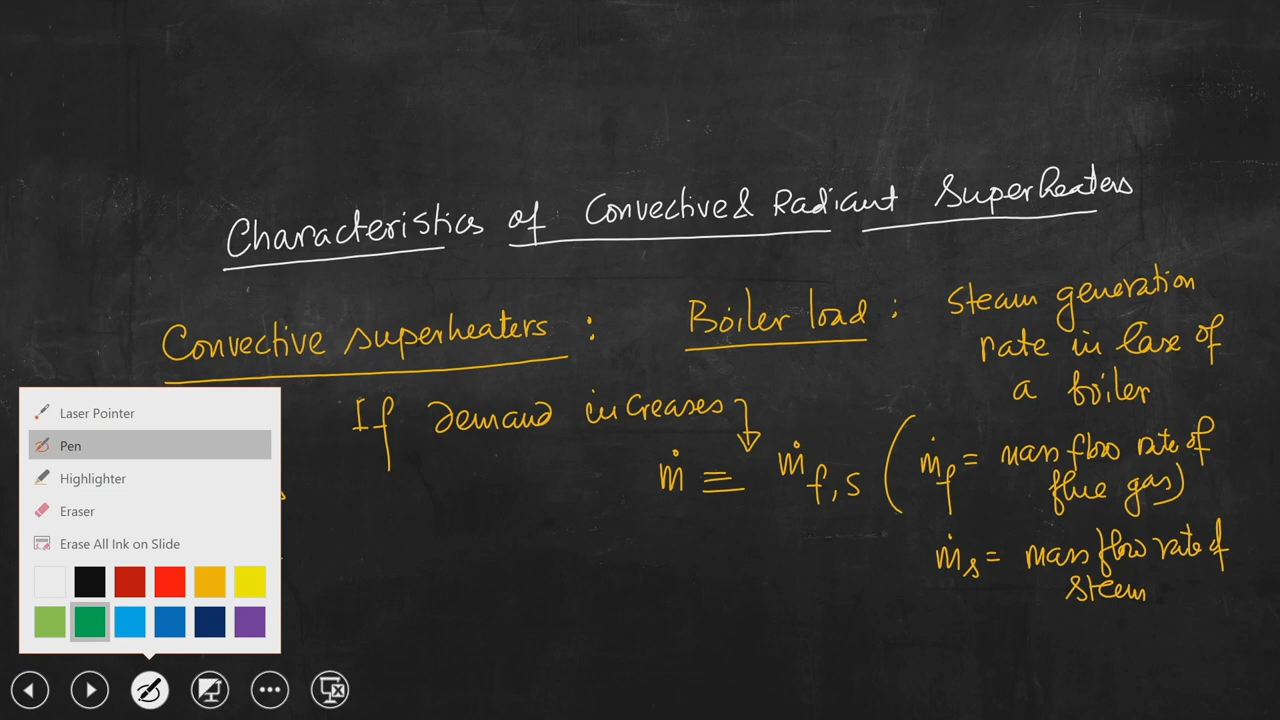 Characteristics of Convective & Radiant Superheaters
Convective superheaters :
Boiler load :
Steam generation
rate in case of
a boiler
If demand increases
ṁ ≡ ṁf,s (ṁf = mass flow rate of
flue gas)
ṁs = mass flow rate of
steam
Laser Pointer
Pen
Highlighter
Eraser
Erase All Ink on Slide